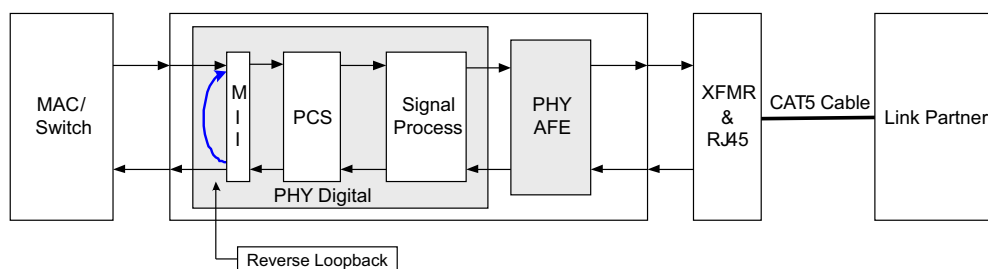 MAC/
Switch
M
I
I
PCS
Signal
Process
PHY Digital
PHY
AFE
XFMR
&
RJ45
CAT5 Cable
Link Partner
Reverse Loopback